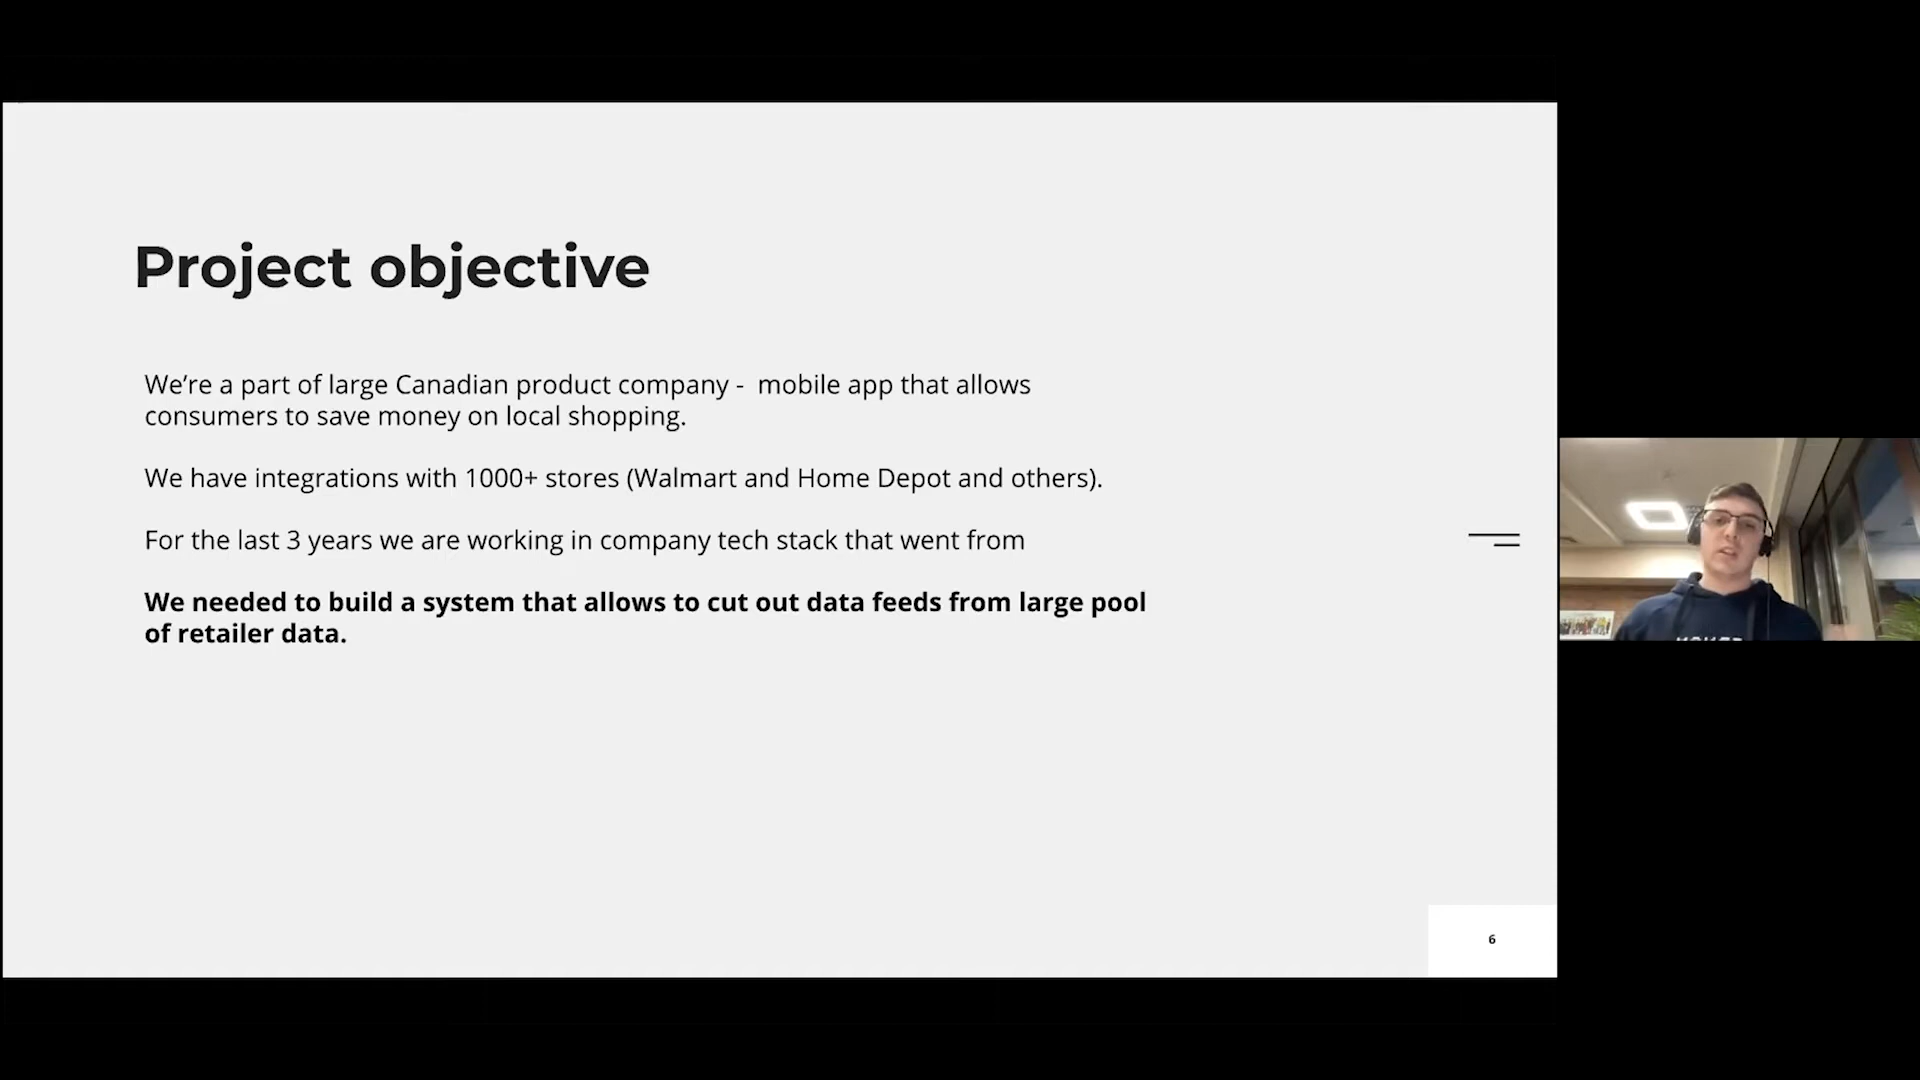 Project objective
We're a part of large Canadian product company -  mobile app that allows
consumers to save money on local shopping.
We have integrations with 1000+ stores (Walmart and Home Depot and others).
For the last 3 years we are working in company tech stack that went from
We needed to build a system that allows to cut out data feeds from large pool
of retailer data.
6